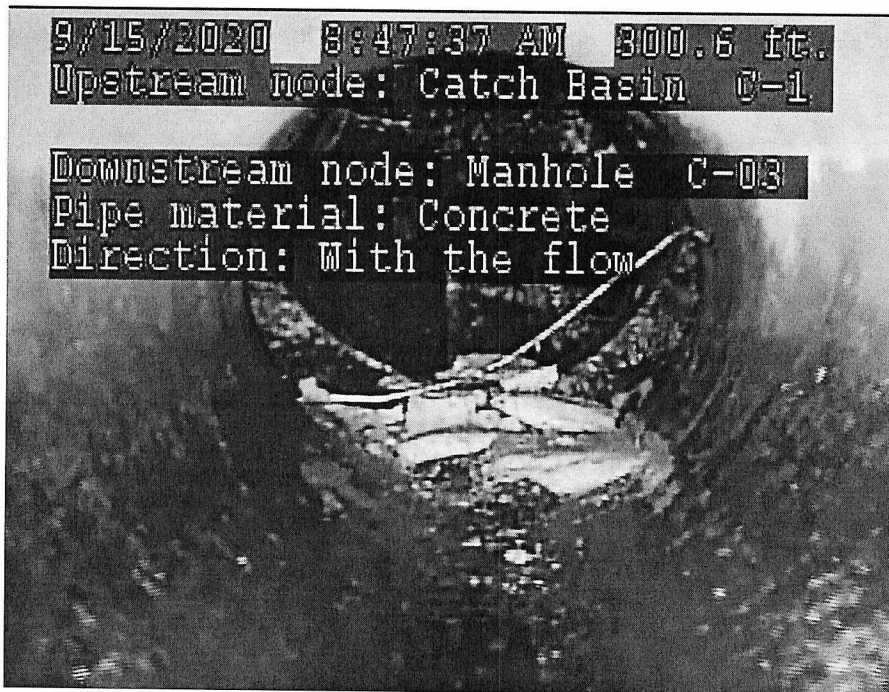 9/15/2020 8:47:37 AM 300.6 ft.
Upstream node: Catch Basin C-1
Downstream node: Manhole C-03
Pipe material: Concrete
Direction: With the flow